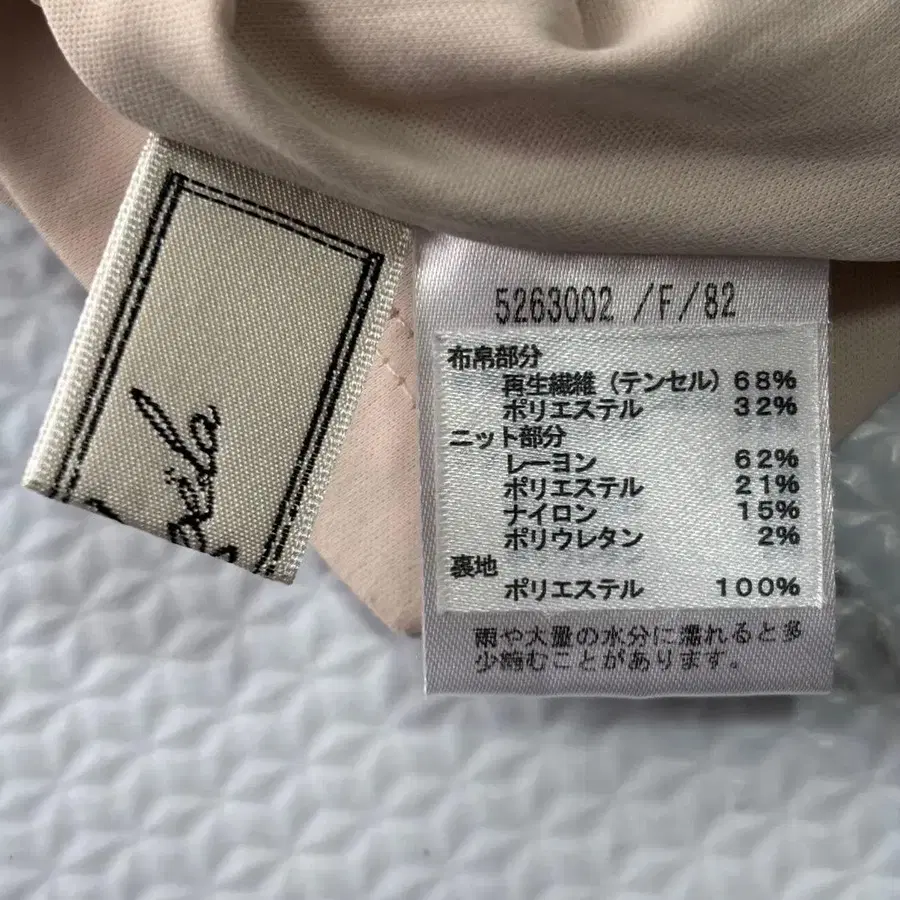 5263002 /F/82
布帛部分
再生繊維（テンセル）68%
ポリエステル 32%
ニット部分
レーヨン 62%
ポリエステル 21%
ナイロン 15%
ポリウレタン 2%
裏地
ポリエステル 100%
雨や大量の水分に濡れると多
少縮むことがあります。